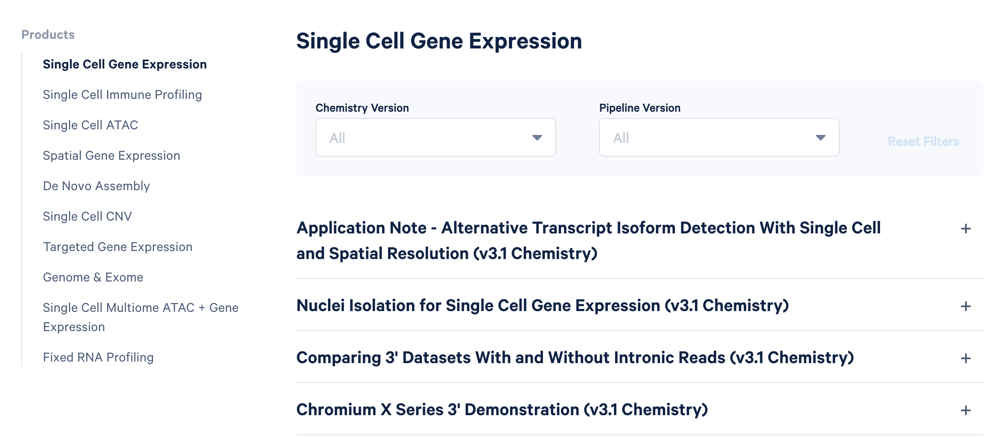 Products
Single Cell Gene Expression
Single Cell Immune Profiling
Single Cell ATAC
Spatial Gene Expression
De Novo Assembly
Single Cell CNV
Targeted Gene Expression
Genome & Exome
Single Cell Multiome ATAC + Gene
Expression
Fixed RNA Profiling
Single Cell Gene Expression
Chemistry Version
All
Pipeline Version
All
Reset Filters
Application Note - Alternative Transcript Isoform Detection With Single Cell
and Spatial Resolution (v3.1 Chemistry)
Nuclei Isolation for Single Cell Gene Expression (v3.1 Chemistry)
Comparing 3' Datasets With and Without Intronic Reads (v3.1 Chemistry)
Chromium X Series 3' Demonstration (v3.1 Chemistry)